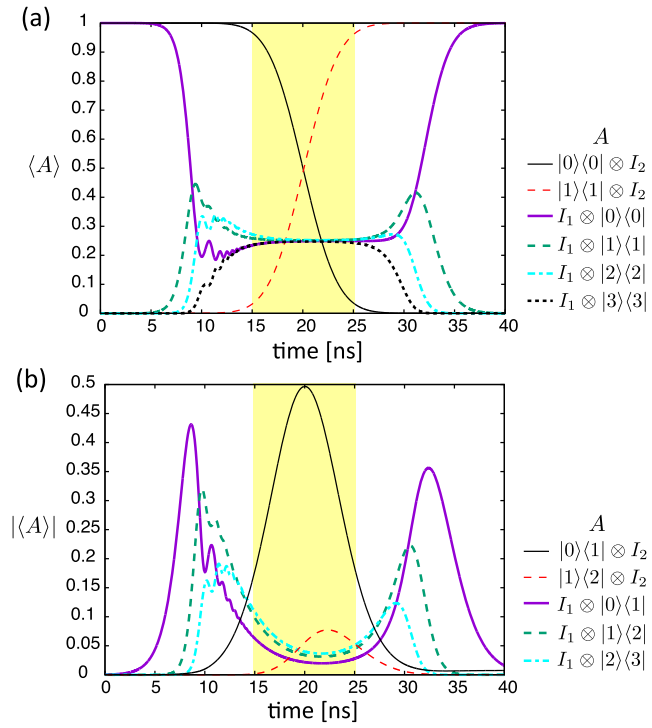 (a)
1
0.9
0.8
0.7
0.6
0.5
0.4
0.3
0.2
0.1
0
⟨A⟩
0 5 10 15 20 25 30 35 40
time [ns]
A
|0⟩⟨0| ⊗ I₂
|1⟩⟨1| ⊗ I₂
I₁ ⊗ |0⟩⟨0|
I₁ ⊗ |1⟩⟨1|
I₁ ⊗ |2⟩⟨2|
I₁ ⊗ |3⟩⟨3|
(b)
0.5
0.45
0.4
0.35
0.3
0.25
0.2
0.15
0.1
0.05
0
|⟨A⟩|
0 5 10 15 20 25 30 35 40
time [ns]
A
|0⟩⟨1| ⊗ I₂
|1⟩⟨2| ⊗ I₂
I₁ ⊗ |0⟩⟨1|
I₁ ⊗ |1⟩⟨2|
I₁ ⊗ |2⟩⟨3|